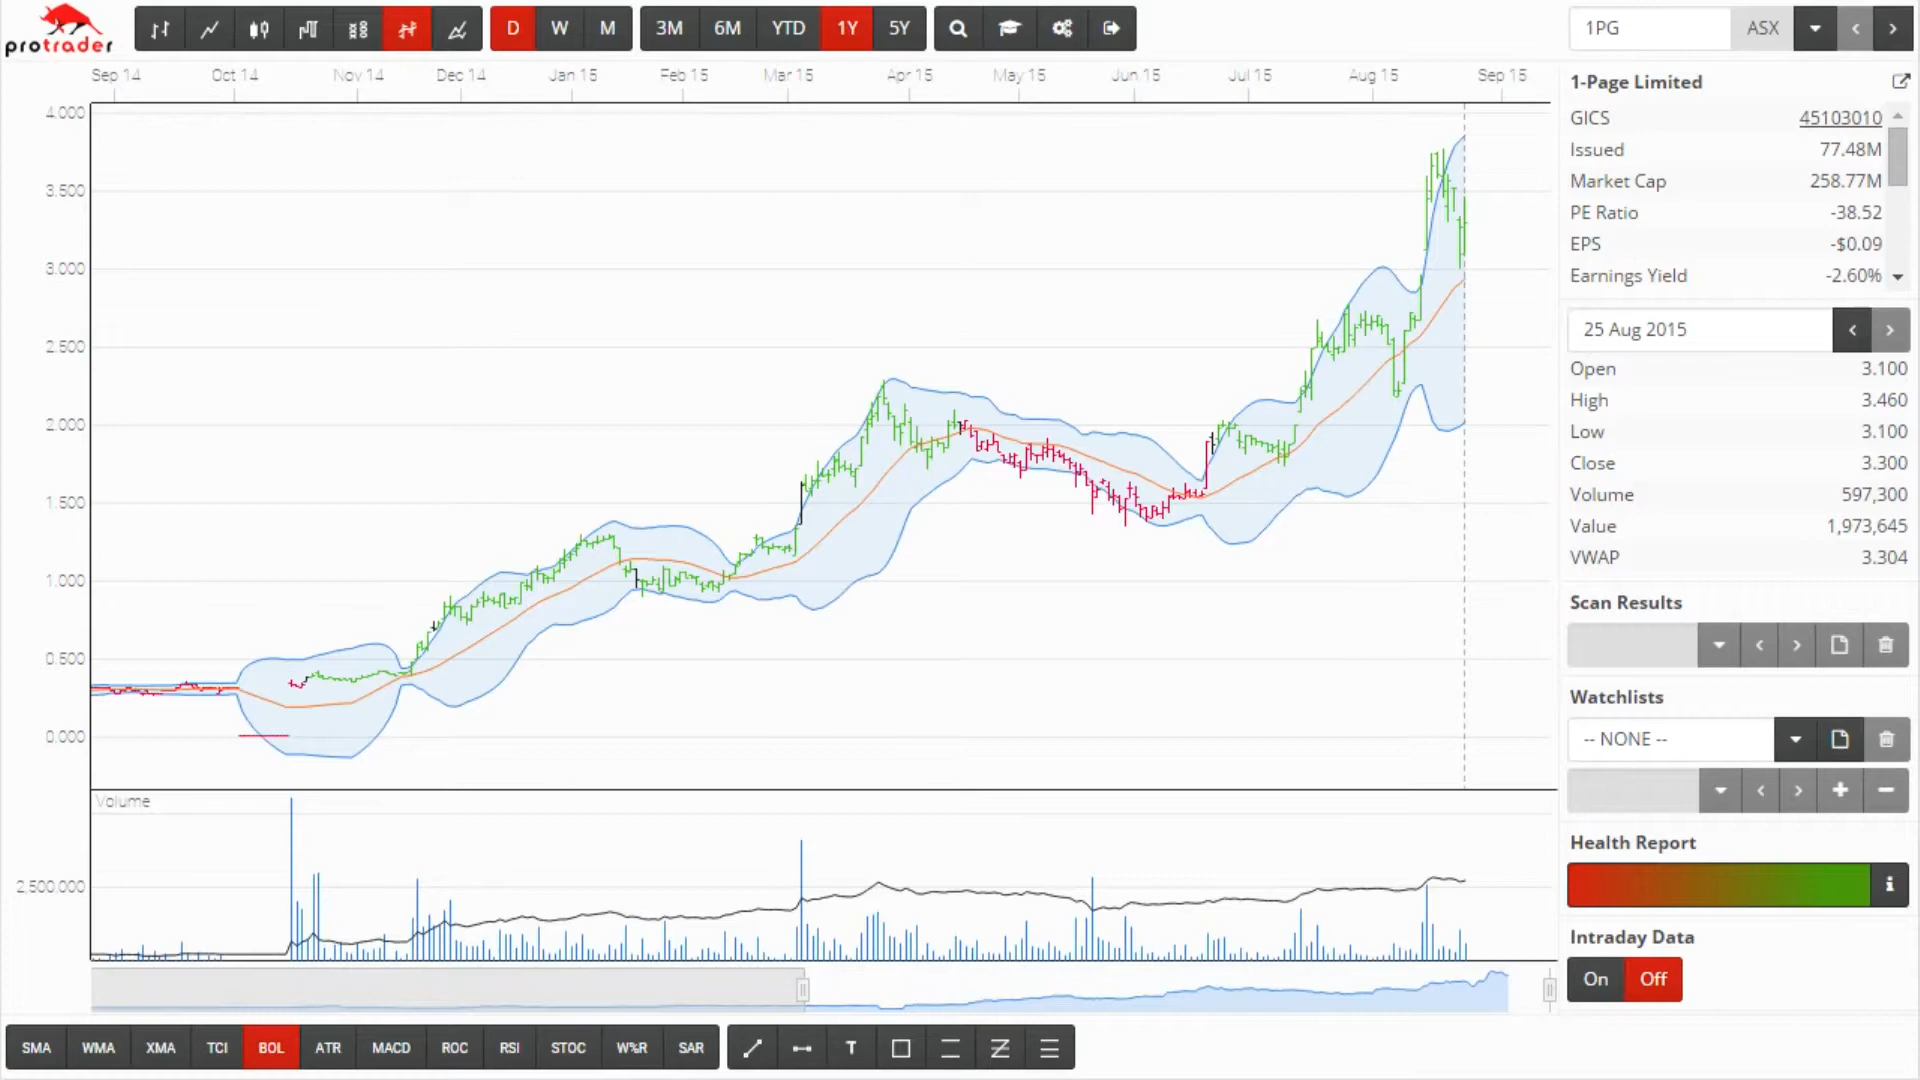 protrader
D W M
3M 6M YTD 1Y 5Y
1PG ASX
Sep 14 Oct 14 Nov 14 Dec 14 Jan 15 Feb 15 Mar 15 Apr 15 May 15 Jun 15 Jul 15 Aug 15 Sep 15
4.000
3.500
3.000
2.500
2.000
1.500
1.000
0.500
0.000
Volume
2,500,000
1-Page Limited
GICS 45103010
Issued 77.48M
Market Cap 258.77M
PE Ratio -38.52
EPS -$0.09
Earnings Yield -2.60%
25 Aug 2015
Open 3.100
High 3.460
Low 3.100
Close 3.300
Volume 597,300
Value 1,973,645
VWAP 3.304
Scan Results
Watchlists
-- NONE --
Health Report
Intraday Data
On Off
SMA WMA XMA TCI BOL ATR MACD ROC RSI STOC W%R SAR
T